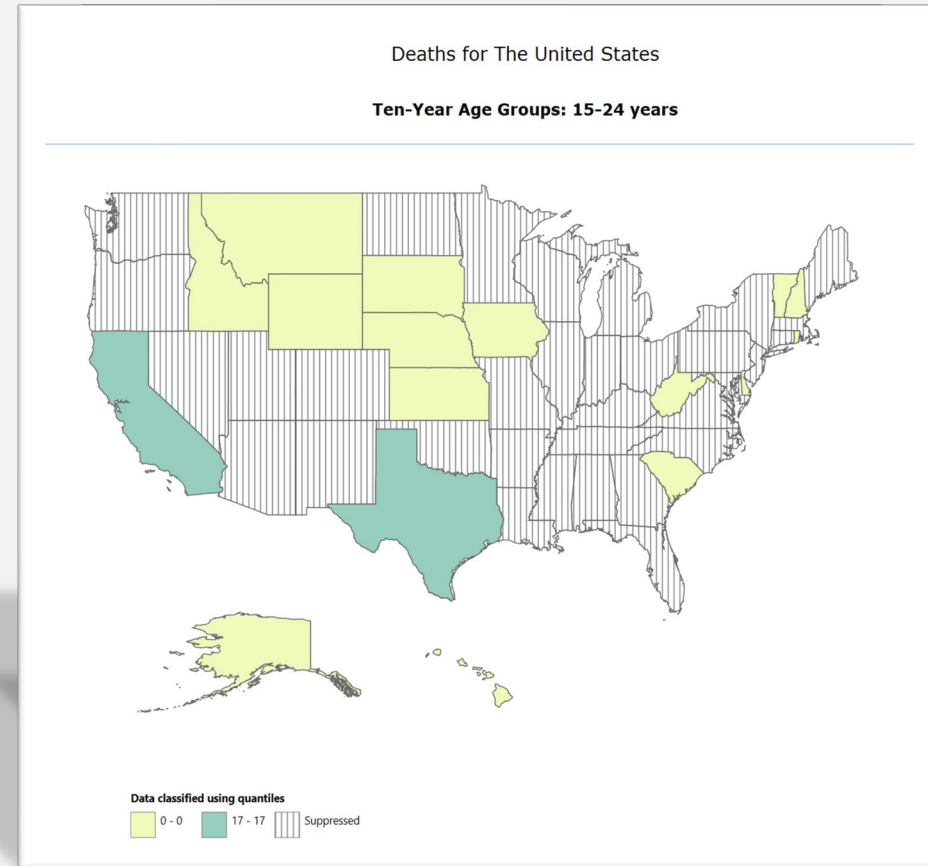 Deaths for The United States
Ten-Year Age Groups: 15-24 years
Data classified using quantiles
0 - 0 17 - 17 Suppressed